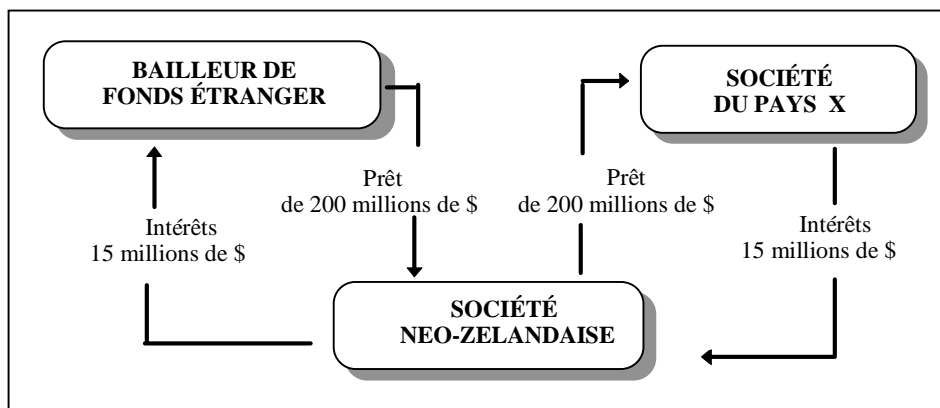 BAILLEUR DE
FONDS ÉTRANGER
SOCIÉTÉ
DU PAYS X
Prêt
de 200 millions de $
Prêt
de 200 millions de $
Intérêts
15 millions de $
Intérêts
15 millions de $
SOCIÉTÉ
NEO-ZELANDAISE